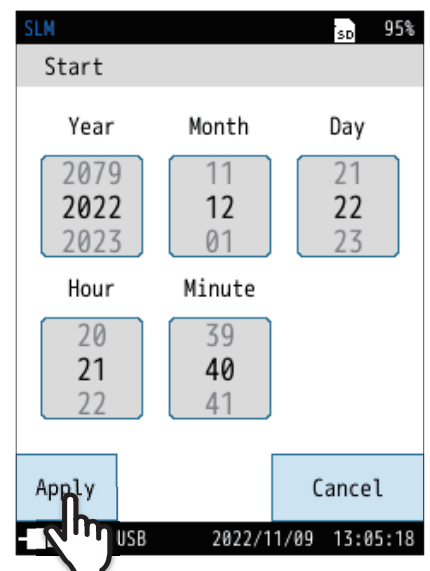 SLM SD 95%
Start
Year Month Day
2079 11 21
2022 12 22
2023 01 23
Hour Minute
20 39
21 40
22 41
Apply Cancel
USB 2022/11/09 13:05:18